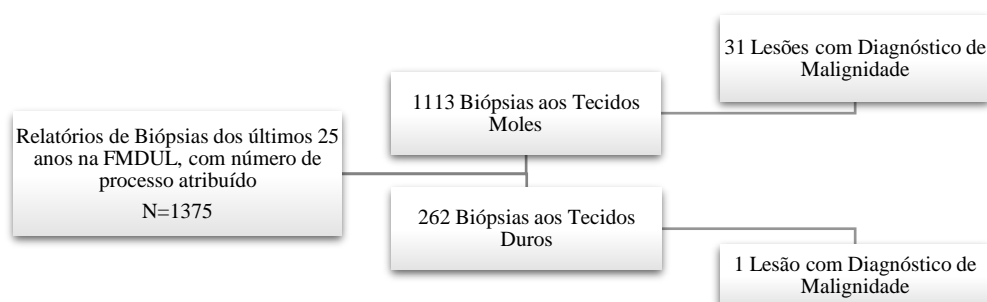 Relatórios de Biópsias dos últimos 25
anos na FMDUL, com número de
processo atribuído
N=1375
1113 Biópsias aos Tecidos
Moles
262 Biópsias aos Tecidos
Duros
31 Lesões com Diagnóstico de
Malignidade
1 Lesão com Diagnóstico de
Malignidade